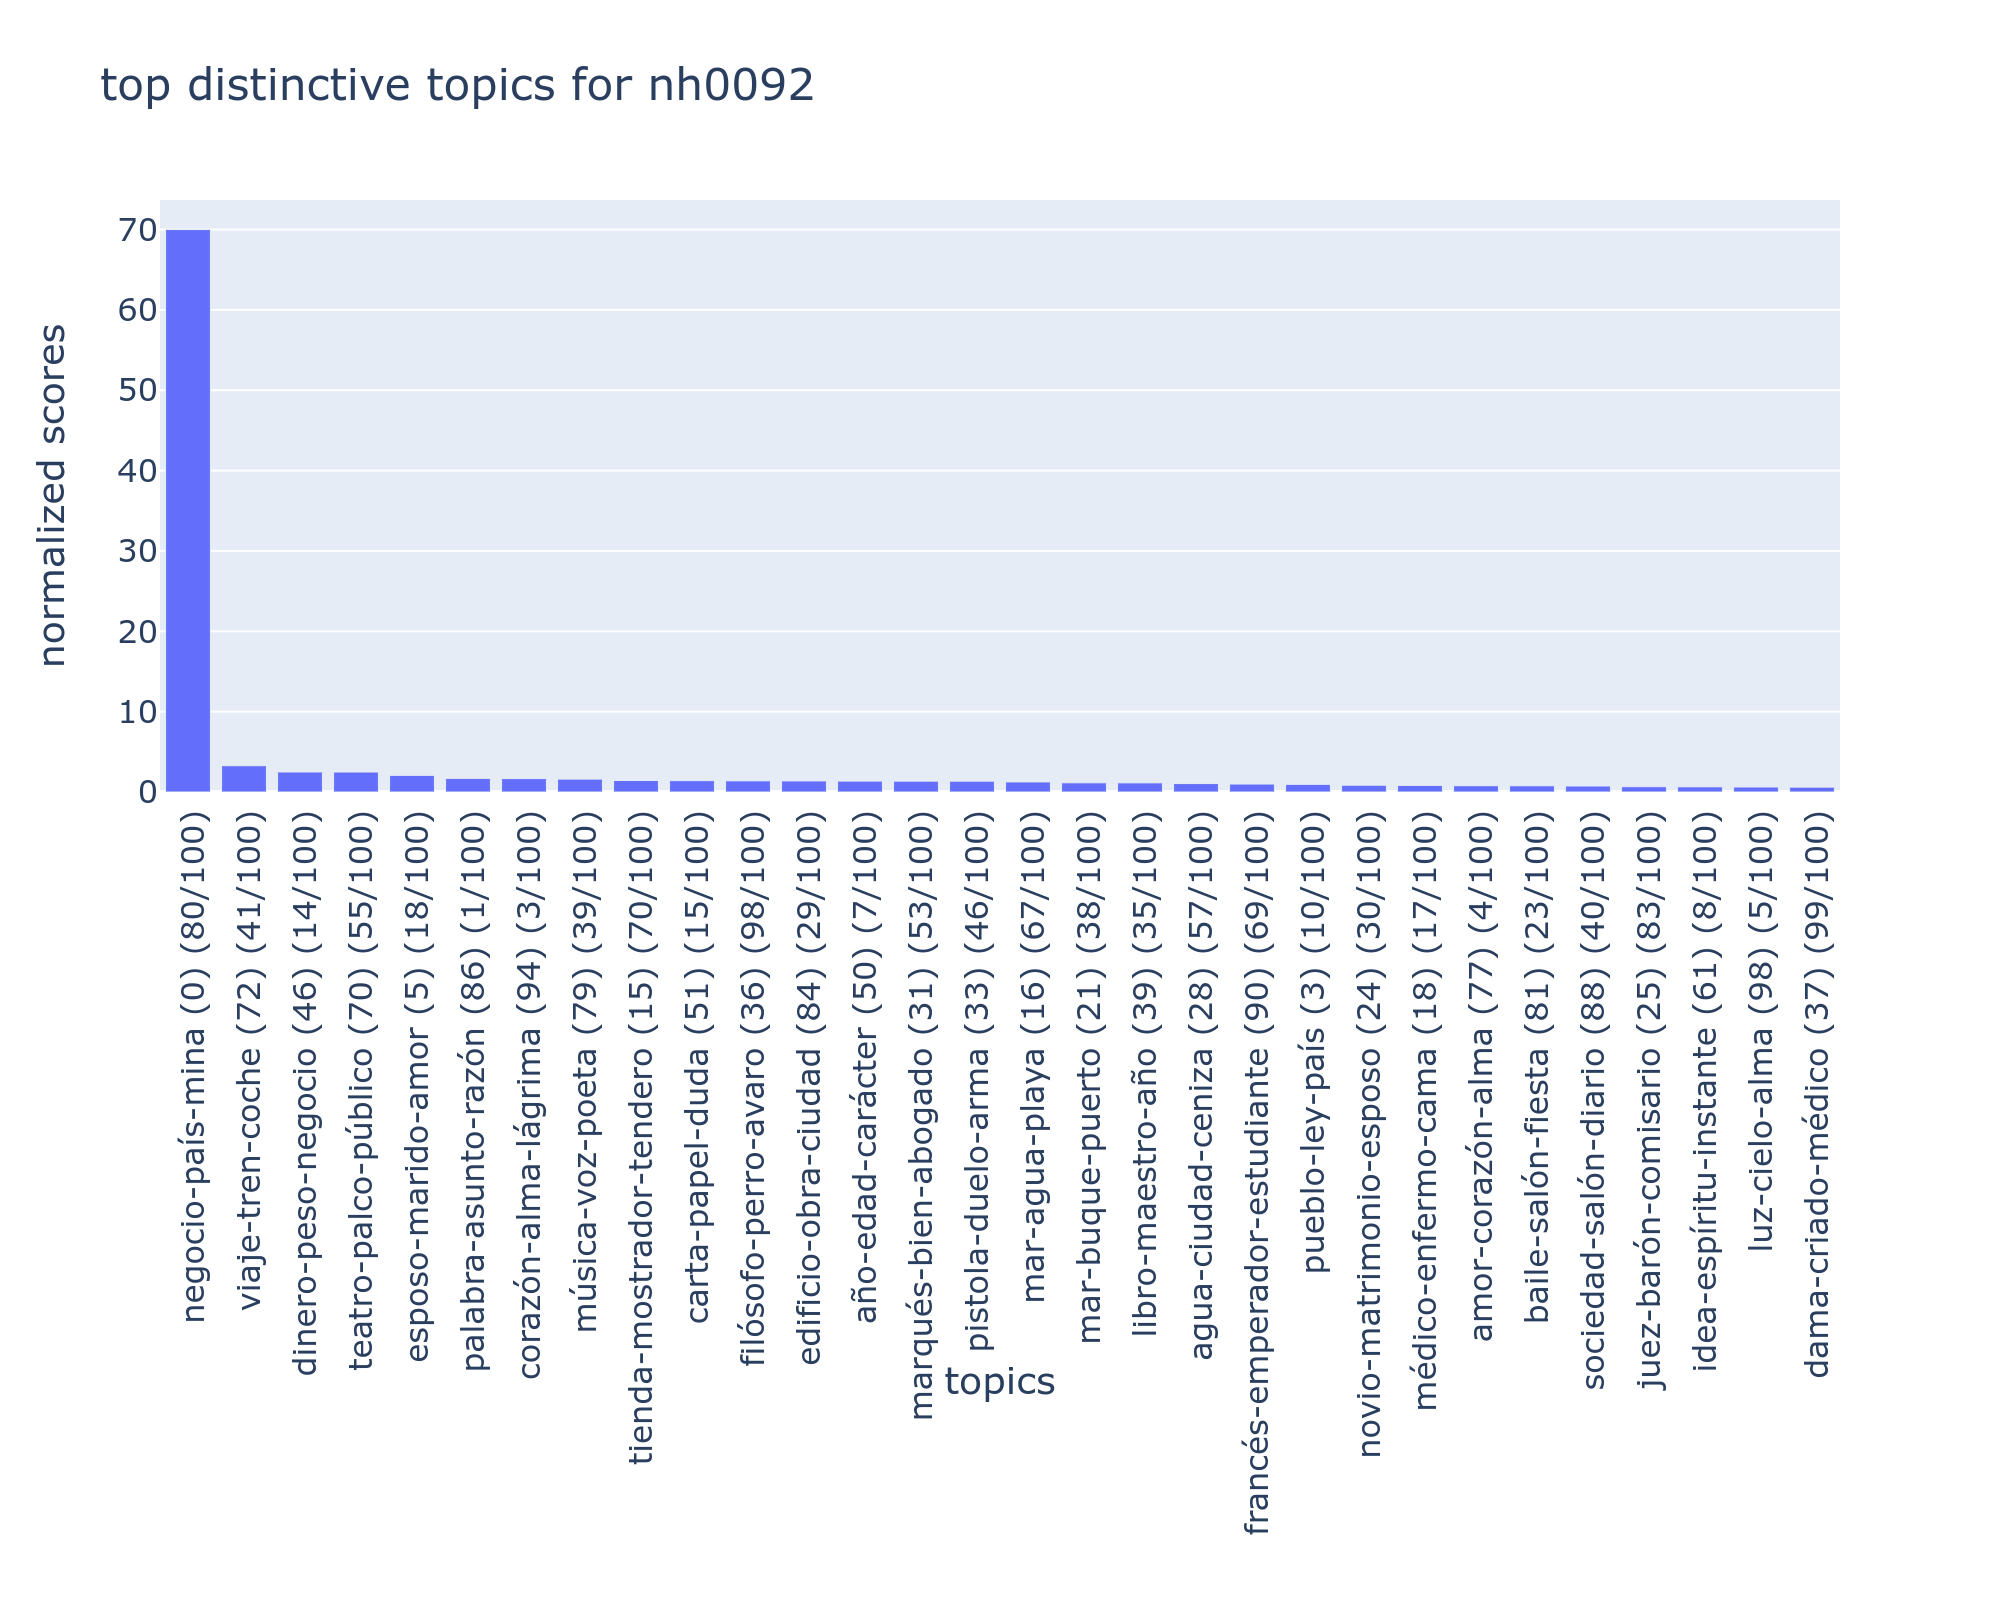 top distinctive topics for nh0092
normalized scores
70
60
50
40
30
20
10
0
negocio-país-mina (0) (80/100)
viaje-tren-coche (72) (41/100)
dinero-peso-negocio (46) (14/100)
teatro-palco-público (70) (55/100)
esposo-marido-amor (5) (18/100)
palabra-asunto-razón (86) (1/100)
corazón-alma-lágrima (94) (3/100)
música-voz-poeta (79) (39/100)
tienda-mostrador-tendero (15) (70/100)
carta-papel-duda (51) (15/100)
filósofo-perro-avaro (36) (98/100)
edificio-obra-ciudad (84) (29/100)
año-edad-carácter (50) (7/100)
marqués-bien-abogado (31) (53/100)
pistola-duelo-arma (33) (46/100)
mar-agua-playa (16) (67/100)
mar-buque-puerto (21) (38/100)
libro-maestro-año (39) (35/100)
agua-ciudad-ceniza (28) (57/100)
francés-emperador-estudiante (90) (69/100)
pueblo-ley-país (3) (10/100)
novio-matrimonio-esposo (24) (30/100)
médico-enfermo-cama (18) (17/100)
amor-corazón-alma (77) (4/100)
baile-salón-fiesta (81) (23/100)
sociedad-salón-diario (88) (40/100)
juez-barón-comisario (25) (83/100)
idea-espíritu-instante (61) (8/100)
luz-cielo-alma (98) (5/100)
dama-criado-médico (37) (99/100)
topics